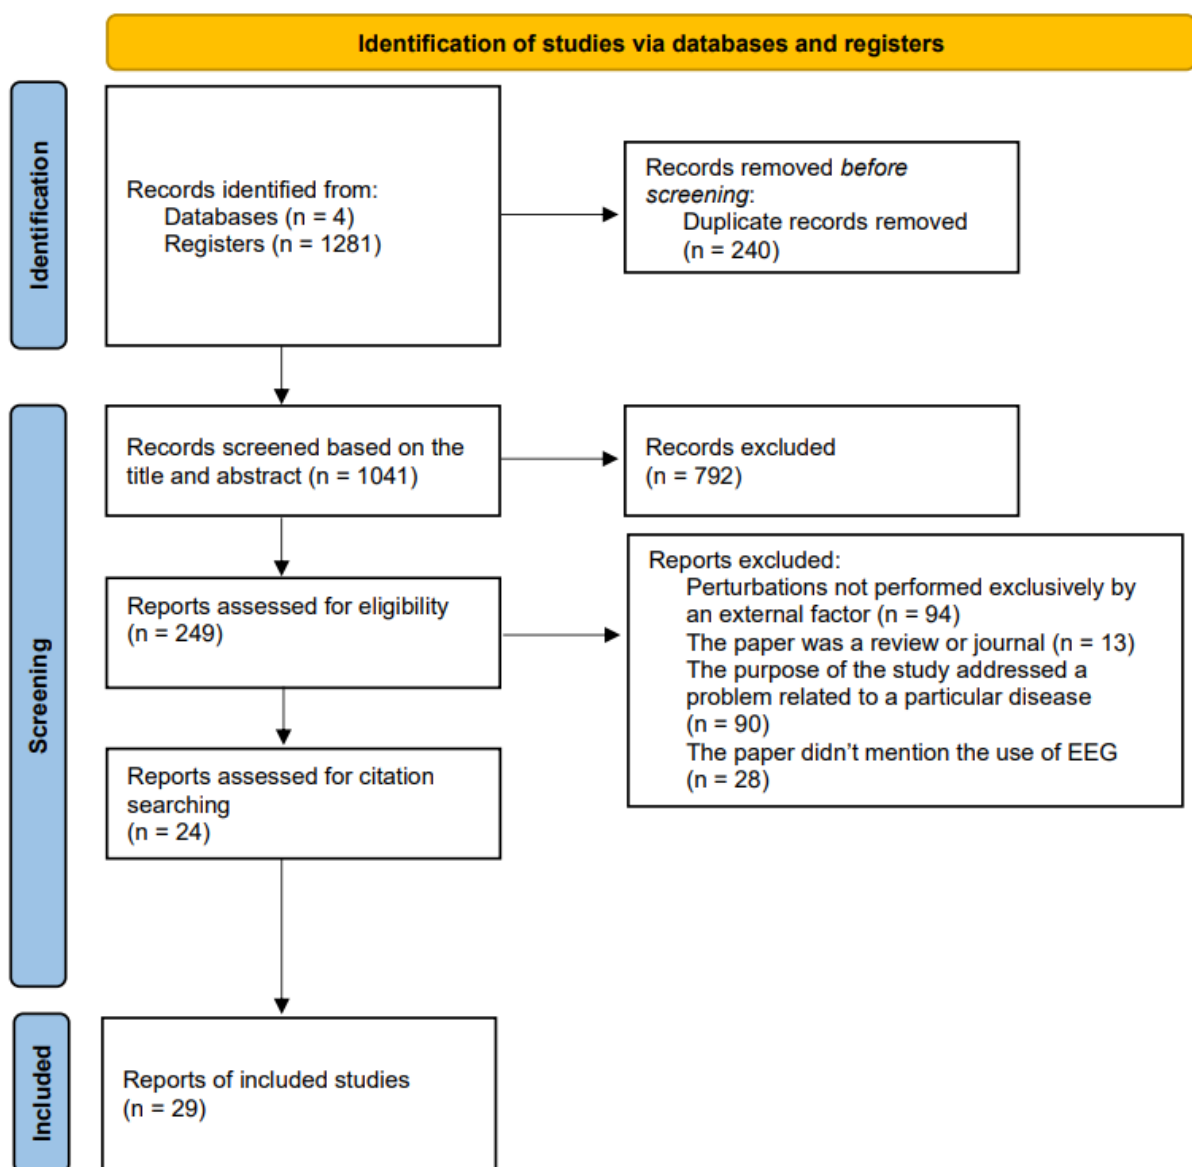 Identification of studies via databases and registers
Identification
Records identified from:
Databases (n = 4)
Registers (n = 1281)
Records removed before
screening:
Duplicate records removed
(n = 240)
Screening
Records screened based on the
title and abstract (n = 1041)
Records excluded
(n = 792)
Reports assessed for eligibility
(n = 249)
Reports excluded:
Perturbations not performed exclusively by
an external factor (n = 94)
The paper was a review or journal (n = 13)
The purpose of the study addressed a
problem related to a particular disease
(n = 90)
The paper didn’t mention the use of EEG
(n = 28)
Reports assessed for citation
searching
(n = 24)
Included
Reports of included studies
(n = 29)